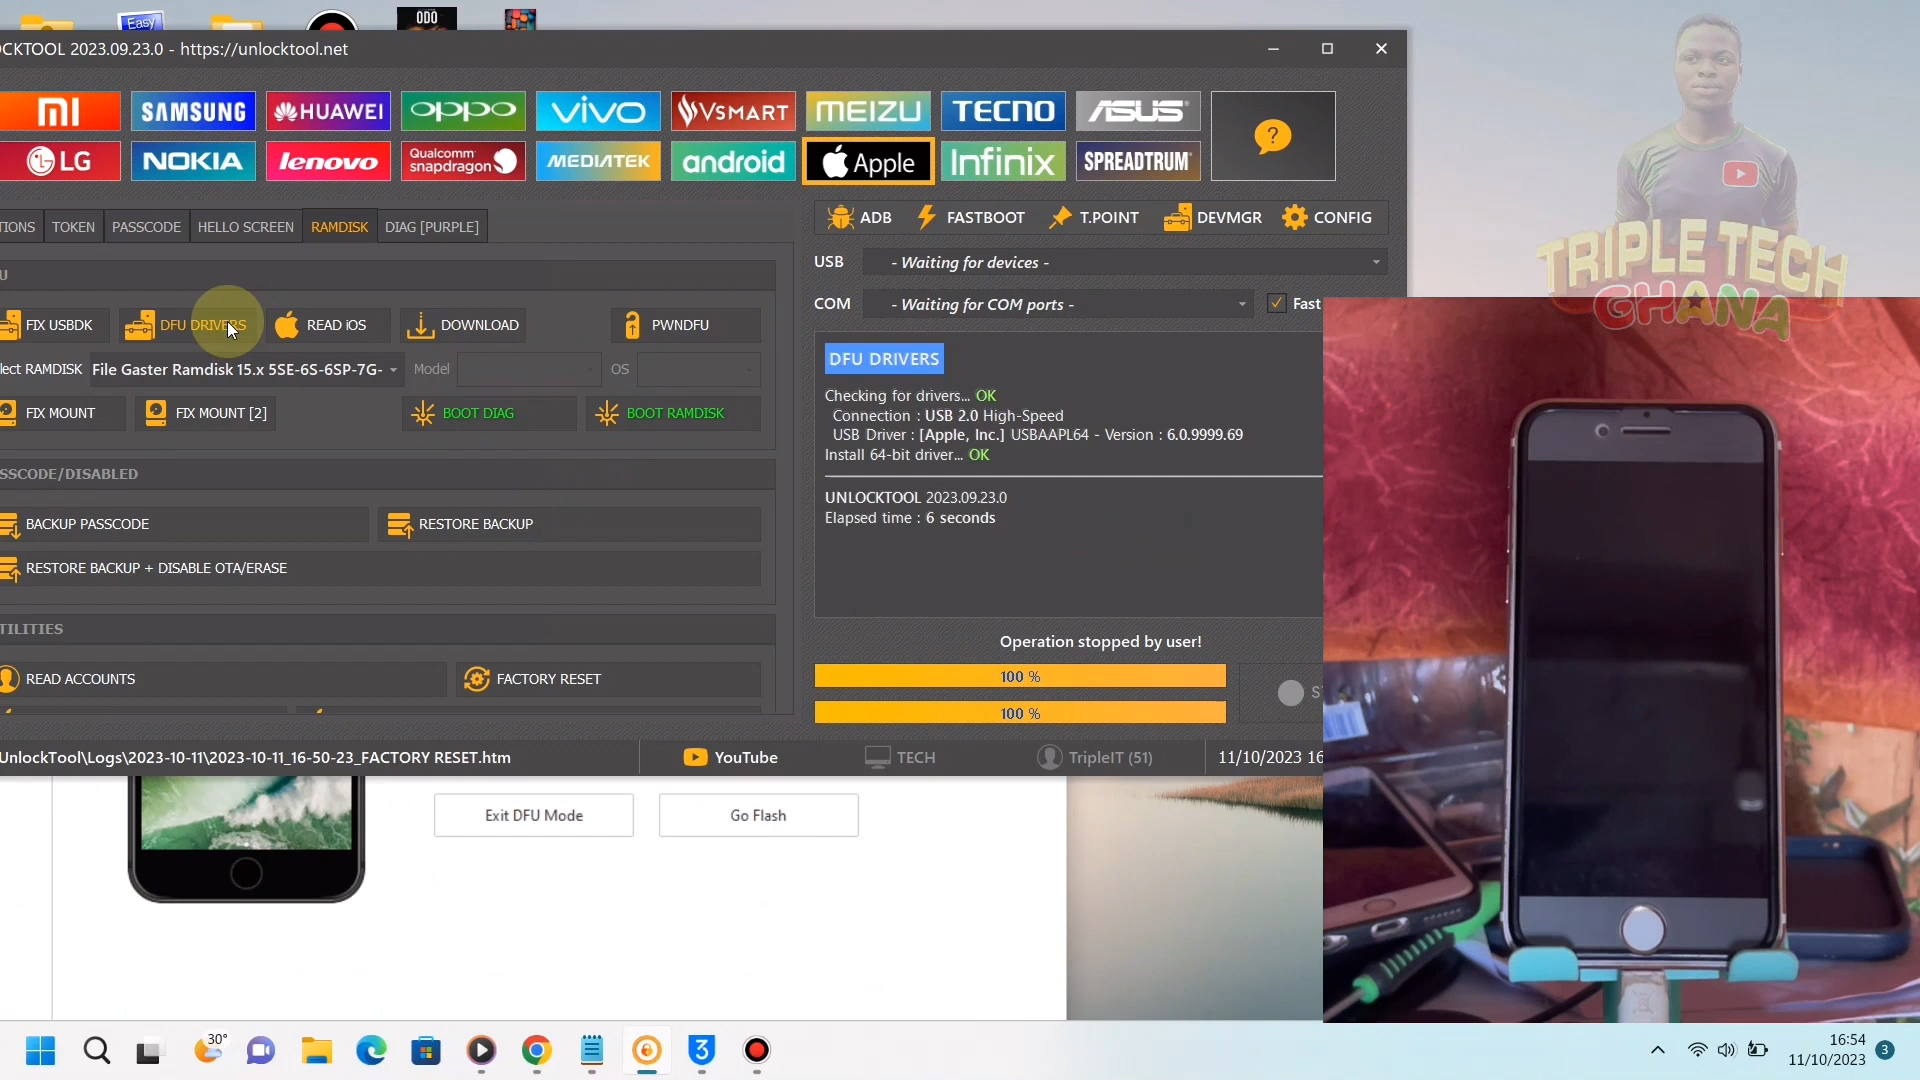 Easy
ODO
OCKTOOL 2023.09.23.0 - https://unlocktool.net
mi SAMSUNG HUAWEI oppo vivo VSMART MEIZU TECNO ASUS
?
LG NOKIA lenovo Qualcomm snapdragon MEDIATEK android Apple Infinix SPREADTRUM
TOKEN PASSCODE HELLO SCREEN RAMDISK DIAG [PURPLE]
ADB FASTBOOT T.POINT DEVMGR CONFIG
USB - Waiting for devices -
COM - Waiting for COM ports - Fast
U
FIX USBDK DFU DRIVERS READ iOS DOWNLOAD PWNDFU
lect RAMDISK File Gaster Ramdisk 15.x 5SE-6S-6SP-7G- Model OS
FIX MOUNT FIX MOUNT [2] BOOT DIAG BOOT RAMDISK
SSCODE/DISABLED
BACKUP PASSCODE RESTORE BACKUP
RESTORE BACKUP + DISABLE OTA/ERASE
TILITIES
READ ACCOUNTS FACTORY RESET
DFU DRIVERS
Checking for drivers... OK
Connection : USB 2.0 High-Speed
USB Driver : [Apple, Inc.] USBAAPL64 - Version : 6.0.9999.69
Install 64-bit driver... OK
UNLOCKTOOL 2023.09.23.0
Elapsed time : 6 seconds
Operation stopped by user!
100 %
100 %
UnlockTool\Logs\2023-10-11\2023-10-11_16-50-23_FACTORY RESET.htm YouTube TECH TripleIT (51) 11/10/2023 16
Exit DFU Mode Go Flash
TRIPLE TECH
GHANA
30°
3
16:54
11/10/2023 3